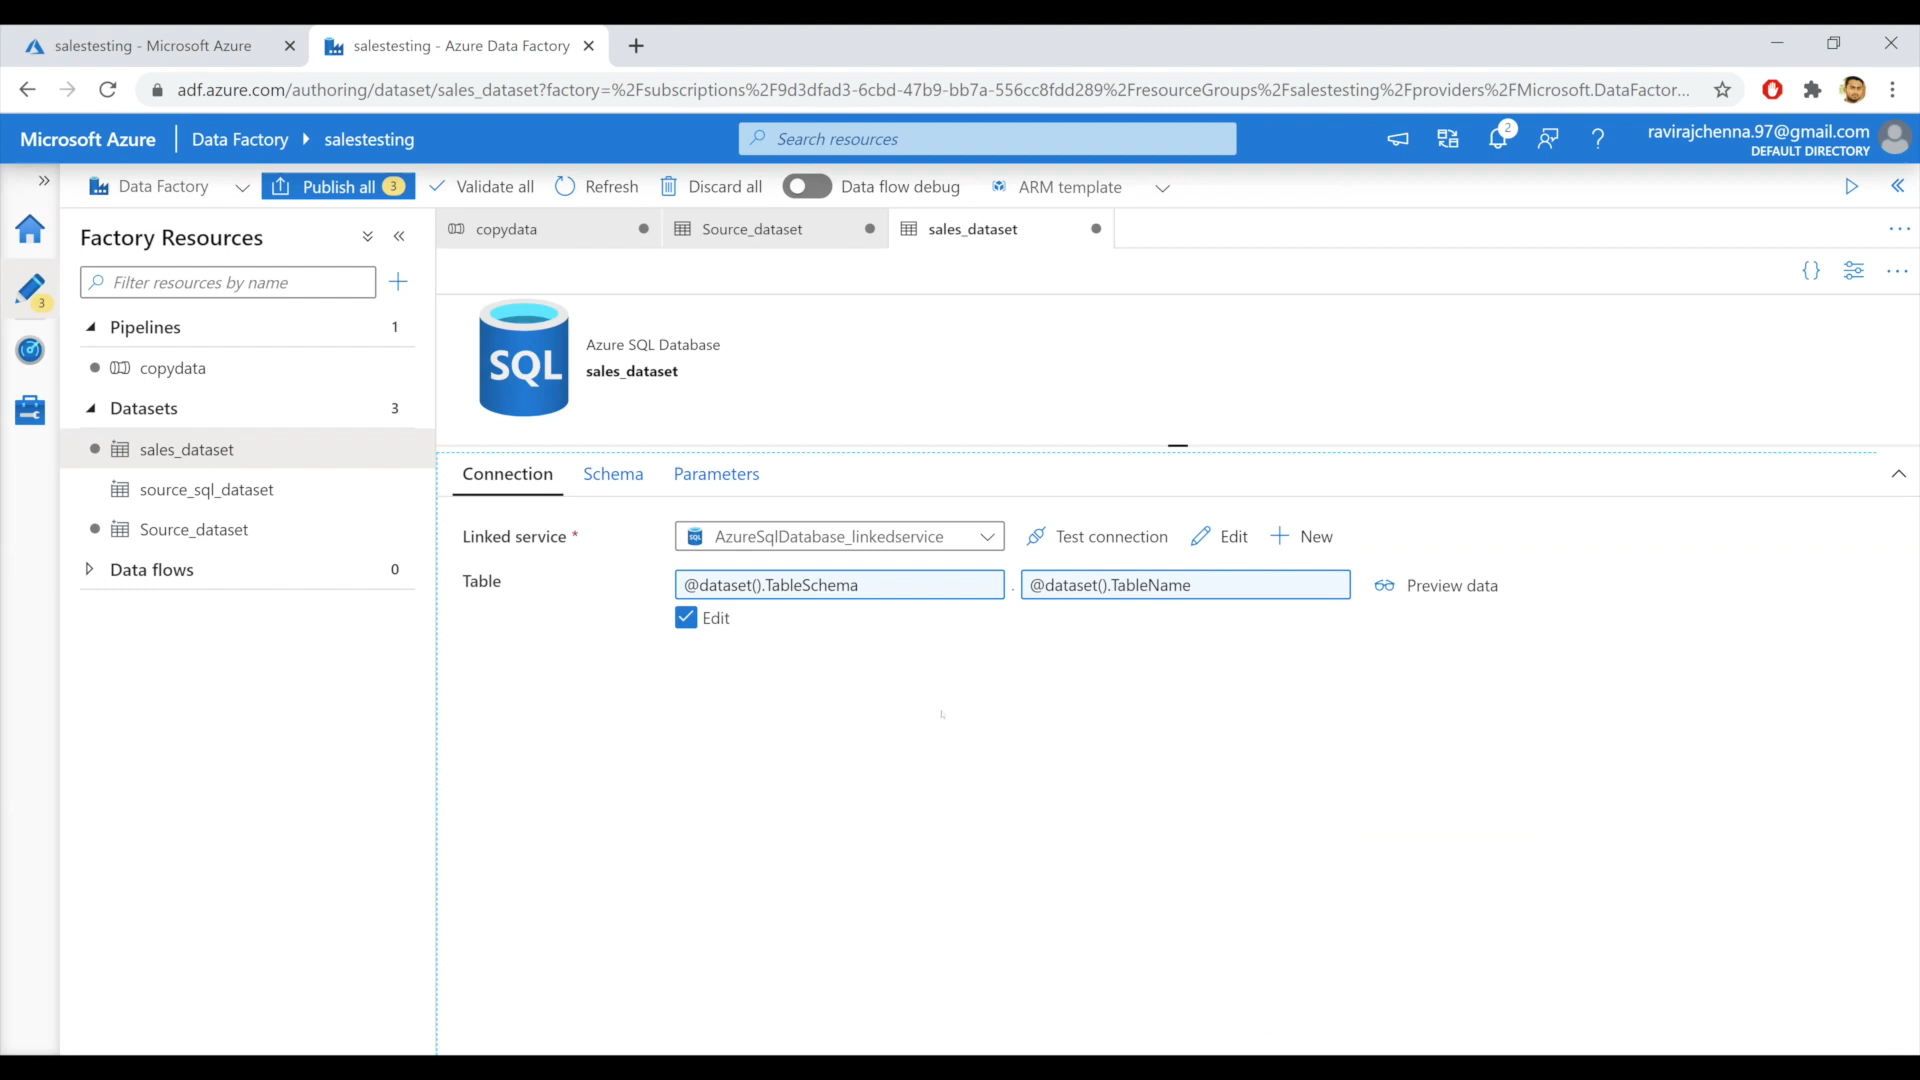 salestesting - Microsoft Azure
salestesting - Azure Data Factory
adf.azure.com/authoring/dataset/sales_dataset?factory=%2Fsubscriptions%2F9d3dfad3-6cbd-47b9-bb7a-556cc8fdd289%2FresourceGroups%2Fsalestesting%2Fproviders%2FMicrosoft.DataFactor...
Microsoft Azure
Data Factory
salestesting
Search resources
2
ravirajchenna.97@gmail.com
DEFAULT DIRECTORY
Data Factory
Publish all 3
Validate all
Refresh
Discard all
Data flow debug
ARM template
Factory Resources
copydata
Source_dataset
sales_dataset
Filter resources by name
3
Pipelines 1
copydata
Datasets 3
sales_dataset
source_sql_dataset
Source_dataset
Data flows 0
SQL
Azure SQL Database
sales_dataset
Connection
Schema
Parameters
Linked service *
SQL
AzureSqlDatabase_linkedservice
Test connection
Edit
New
Table
@dataset().TableSchema . @dataset().TableName
Preview data
Edit